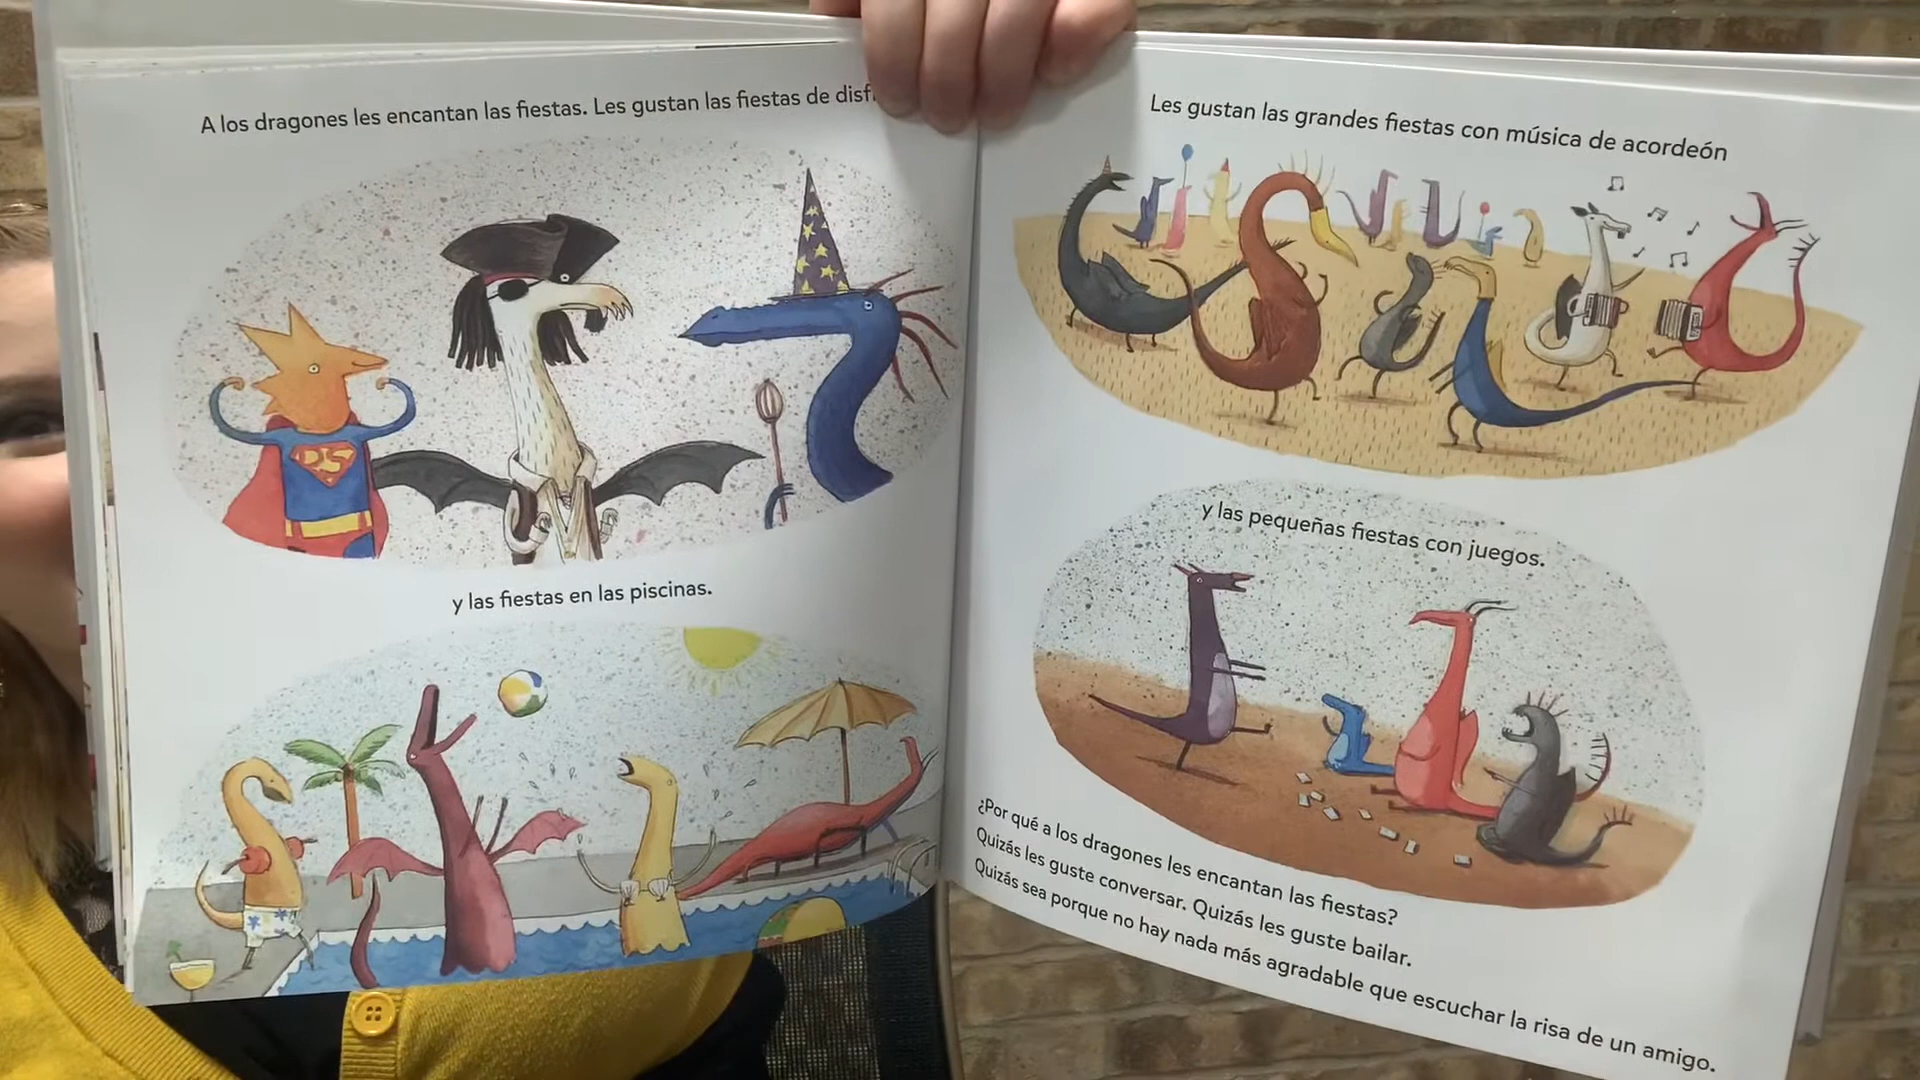 A los dragones les encantan las fiestas. Les gustan las fiestas de
y las fiestas en las piscinas.
Les gustan las grandes fiestas con música de acordeón
y las pequeñas fiestas con juegos.
¿Por qué a los dragones les encantan las fiestas?
Quizás les guste conversar. Quizás les guste bailar.
Quizás sea porque no hay nada más agradable que escuchar la risa de un amigo.